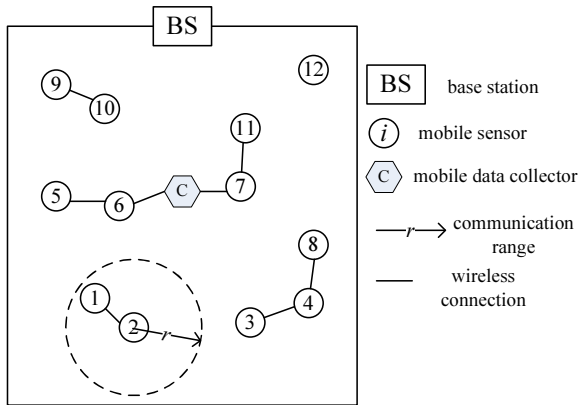 BS
9
10
12
11
5
6
C
7
8
1
2
r
3
4
BS base station
i mobile sensor
C mobile data collector
r communication
range
wireless
connection